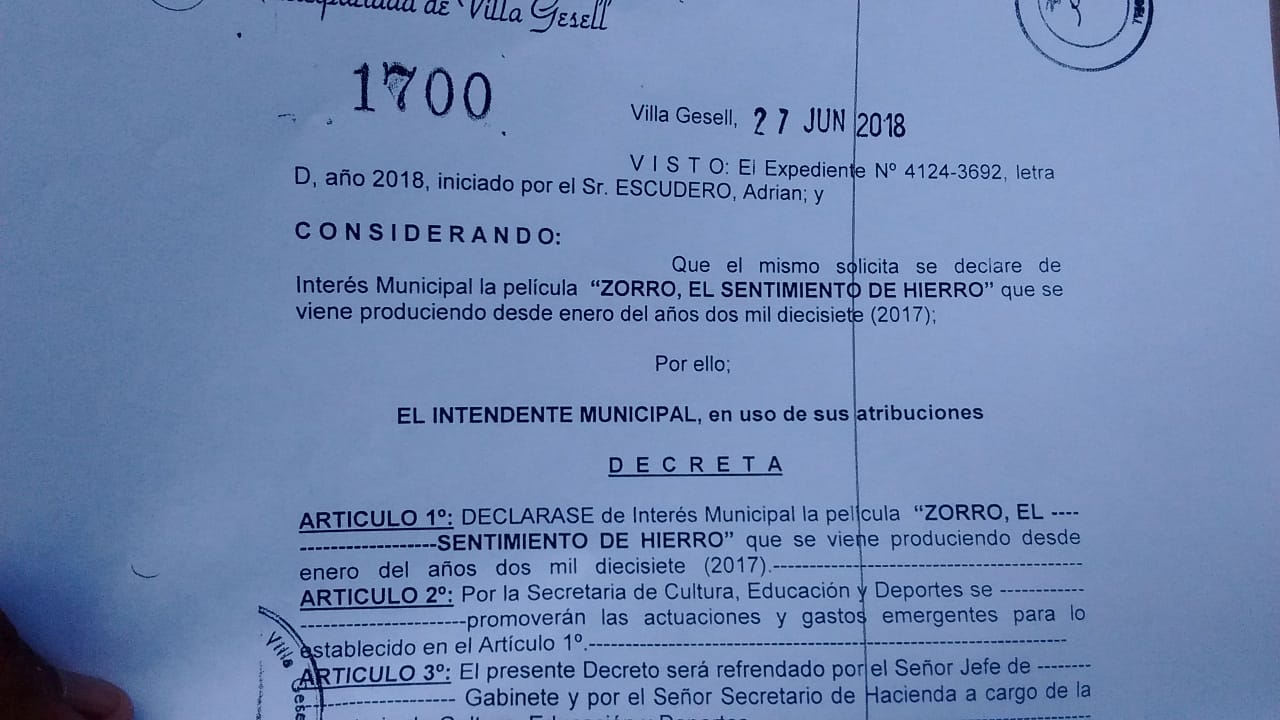 de Villa Gesell
1700
Villa Gesell, 27 JUN 2018
V I S T O: El Expediente Nº 4124-3692, letra
D, año 2018, iniciado por el Sr. ESCUDERO, Adrian; y
C O N S I D E R A N D O:
Que el mismo solicita se declare de
Interés Municipal la película “ZORRO, EL SENTIMIENTO DE HIERRO” que se
viene produciendo desde enero del años dos mil diecisiete (2017);
Por ello;
EL INTENDENTE MUNICIPAL, en uso de sus atribuciones
D E C R E T A
ARTICULO 1º: DECLARASE de Interés Municipal la película “ZORRO, EL ----
------------------SENTIMIENTO DE HIERRO” que se viene produciendo desde
enero del años dos mil diecisiete (2017).----------------------------------------
ARTICULO 2º: Por la Secretaria de Cultura, Educación y Deportes se -----------
----------------------promoverán las actuaciones y gastos emergentes para lo
establecido en el Artículo 1º.--------------------------------------------------------------
ARTICULO 3º: El presente Decreto será refrendado por el Señor Jefe de -------
-------------------- Gabinete y por el Señor Secretario de Hacienda a cargo de la
Villa Gese